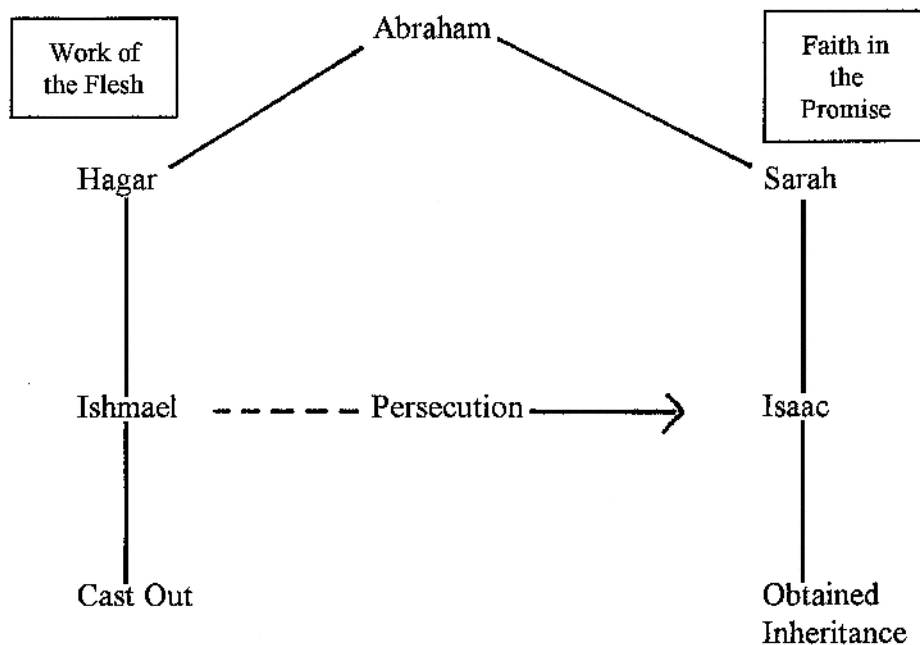 Abraham
Work of
the Flesh
Faith in
the
Promise
Hagar
Sarah
Ishmael
Persecution
Isaac
Cast Out
Obtained
Inheritance